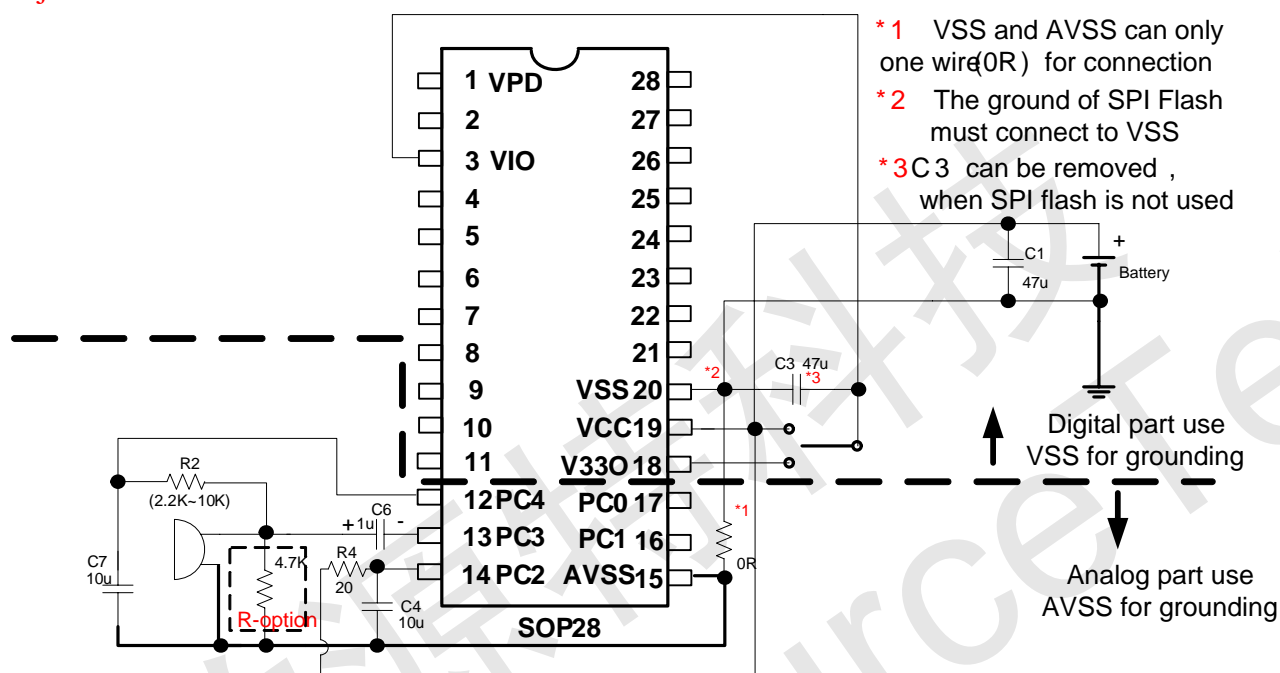 *1 VSS and AVSS can only
one wire(0R) for connection
*2 The ground of SPI Flash
must connect to VSS
*3 C3 can be removed ,
when SPI flash is not used
1 VPD
2
3 VIO
4
5
6
7
8
9
10
11
12 PC4
13 PC3
14 PC2
28
27
26
25
24
23
22
21
VSS 20
VCC 19
V33O 18
PC0 17
PC1 16
AVSS 15
SOP28
C1
47u
+
Battery
*2
C3 47u
*3
Digital part use
VSS for grounding
*1
0R
Analog part use
AVSS for grounding
R2
(2.2K~10K)
+ C6 -
1u
4.7K
R4
20
C7
10u
C4
10u
R-option
源特科技
urceTe